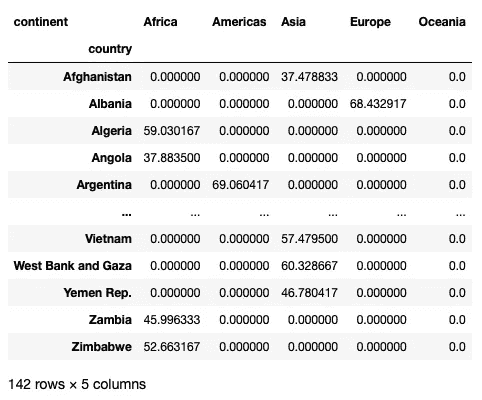 continent Africa Americas Asia Europe Oceania
country
Afghanistan 0.000000 0.000000 37.478833 0.000000 0.0
Albania 0.000000 0.000000 0.000000 68.432917 0.0
Algeria 59.030167 0.000000 0.000000 0.000000 0.0
Angola 37.883500 0.000000 0.000000 0.000000 0.0
Argentina 0.000000 69.060417 0.000000 0.000000 0.0
... ... ... ... ... ...
Vietnam 0.000000 0.000000 57.479500 0.000000 0.0
West Bank and Gaza 0.000000 0.000000 60.328667 0.000000 0.0
Yemen Rep. 0.000000 0.000000 46.780417 0.000000 0.0
Zambia 45.996333 0.000000 0.000000 0.000000 0.0
Zimbabwe 52.663167 0.000000 0.000000 0.000000 0.0
142 rows × 5 columns